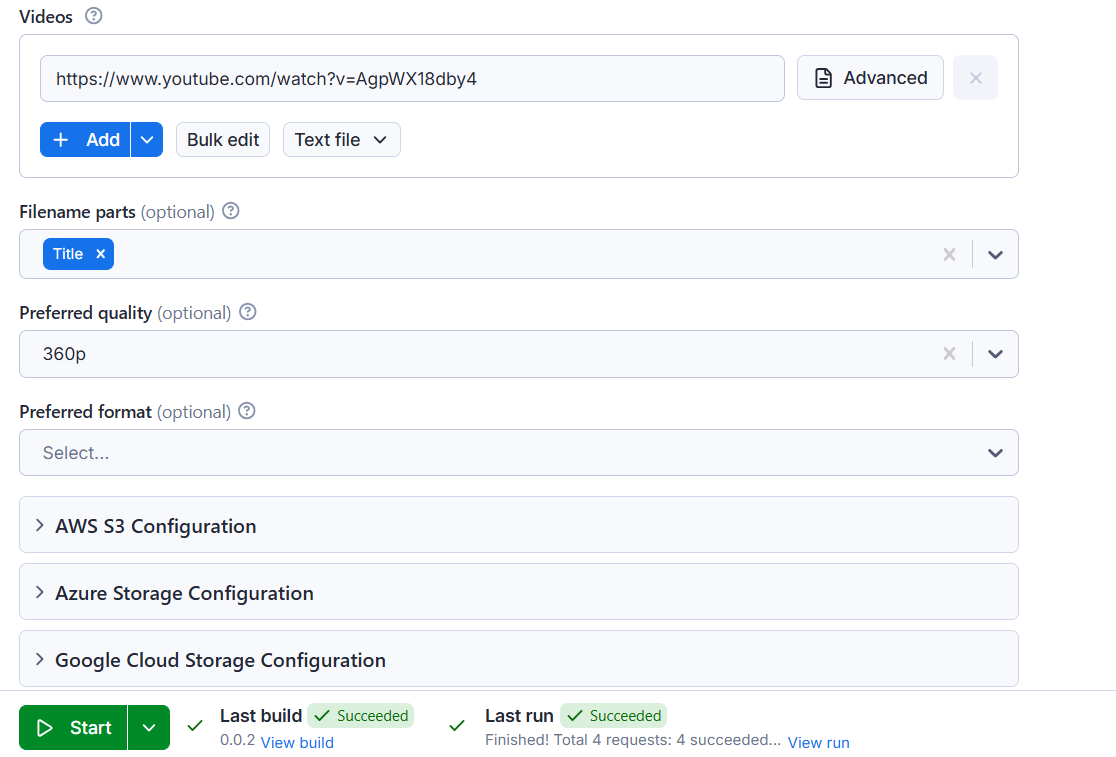 Videos
https://www.youtube.com/watch?v=AgpWX18dby4
Advanced
Add
Bulk edit
Text file
Filename parts (optional)
Title
Preferred quality (optional)
360p
Preferred format (optional)
Select...
AWS S3 Configuration
Azure Storage Configuration
Google Cloud Storage Configuration
Start
Last build Succeeded
0.0.2 View build
Last run Succeeded
Finished! Total 4 requests: 4 succeeded... View run